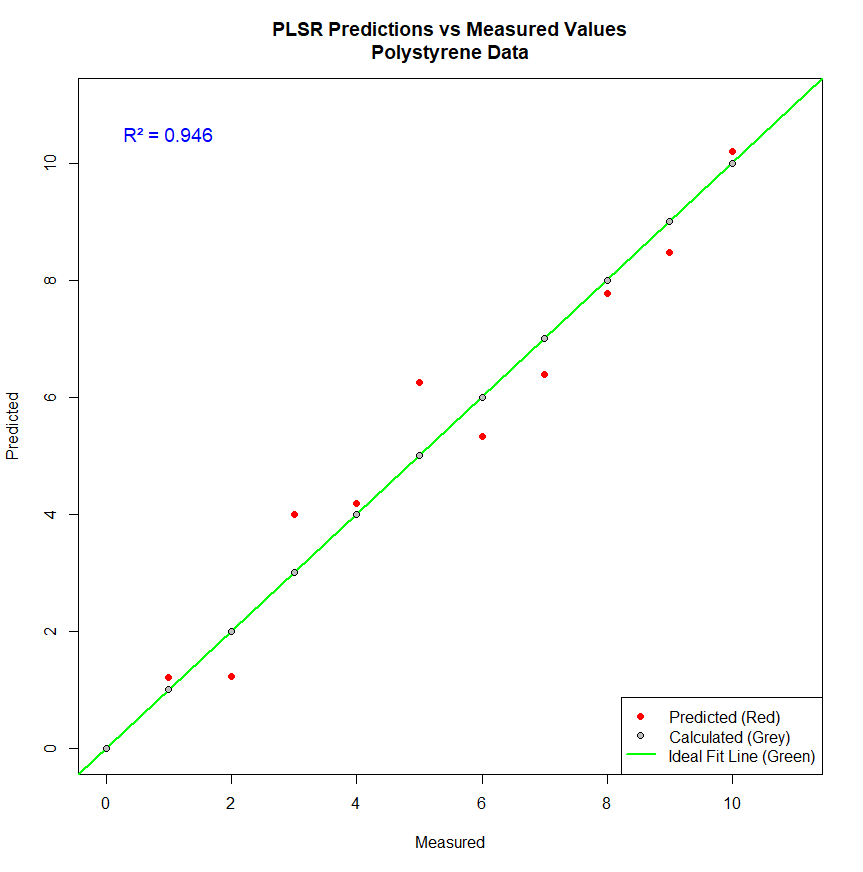 PLSR Predictions vs Measured Values
Polystyrene Data
R² = 0.946
Predicted
10
8
6
4
2
0
0 2 4 6 8 10
Measured
Predicted (Red)
Calculated (Grey)
Ideal Fit Line (Green)